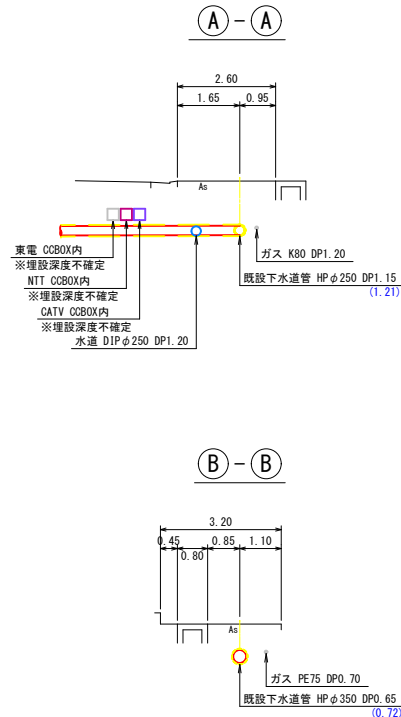 A - A
2.60
1.65 0.95
As
東電 CCBOX内
※埋設深度不確定
NTT CCBOX内
※埋設深度不確定
CATV CCBOX内
※埋設深度不確定
水道 DIPφ250 DP1.20
ガス K80 DP1.20
既設下水道管 HPφ250 DP1.15
(1.21)
B - B
3.20
0.45 0.85 1.10
0.80
As
ガス PE75 DP0.70
既設下水道管 HPφ350 DP0.65
(0.72)